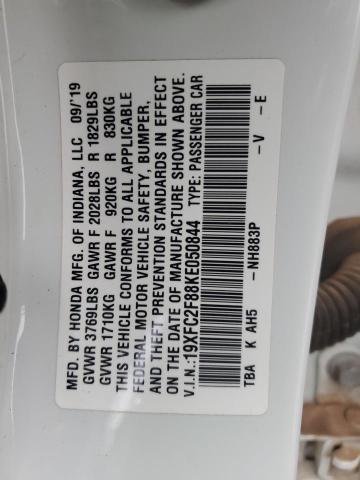 MFD. BY HONDA MFG. OF INDIANA, LLC 09/'19
GVWR 3769LBS GAWR F 2028LBS R 1829LBS
GVWR 1710KG GAWR F 920KG R 830KG
THIS VEHICLE CONFORMS TO ALL APPLICABLE
FEDERAL MOTOR VEHICLE SAFETY, BUMPER,
AND THEFT PREVENTION STANDARDS IN EFFECT
ON THE DATE OF MANUFACTURE SHOWN ABOVE.
V.I.N.:19XFC2F88KE050844 TYPE: PASSENGER CAR
-NH883P -V -E
TBA K AH5